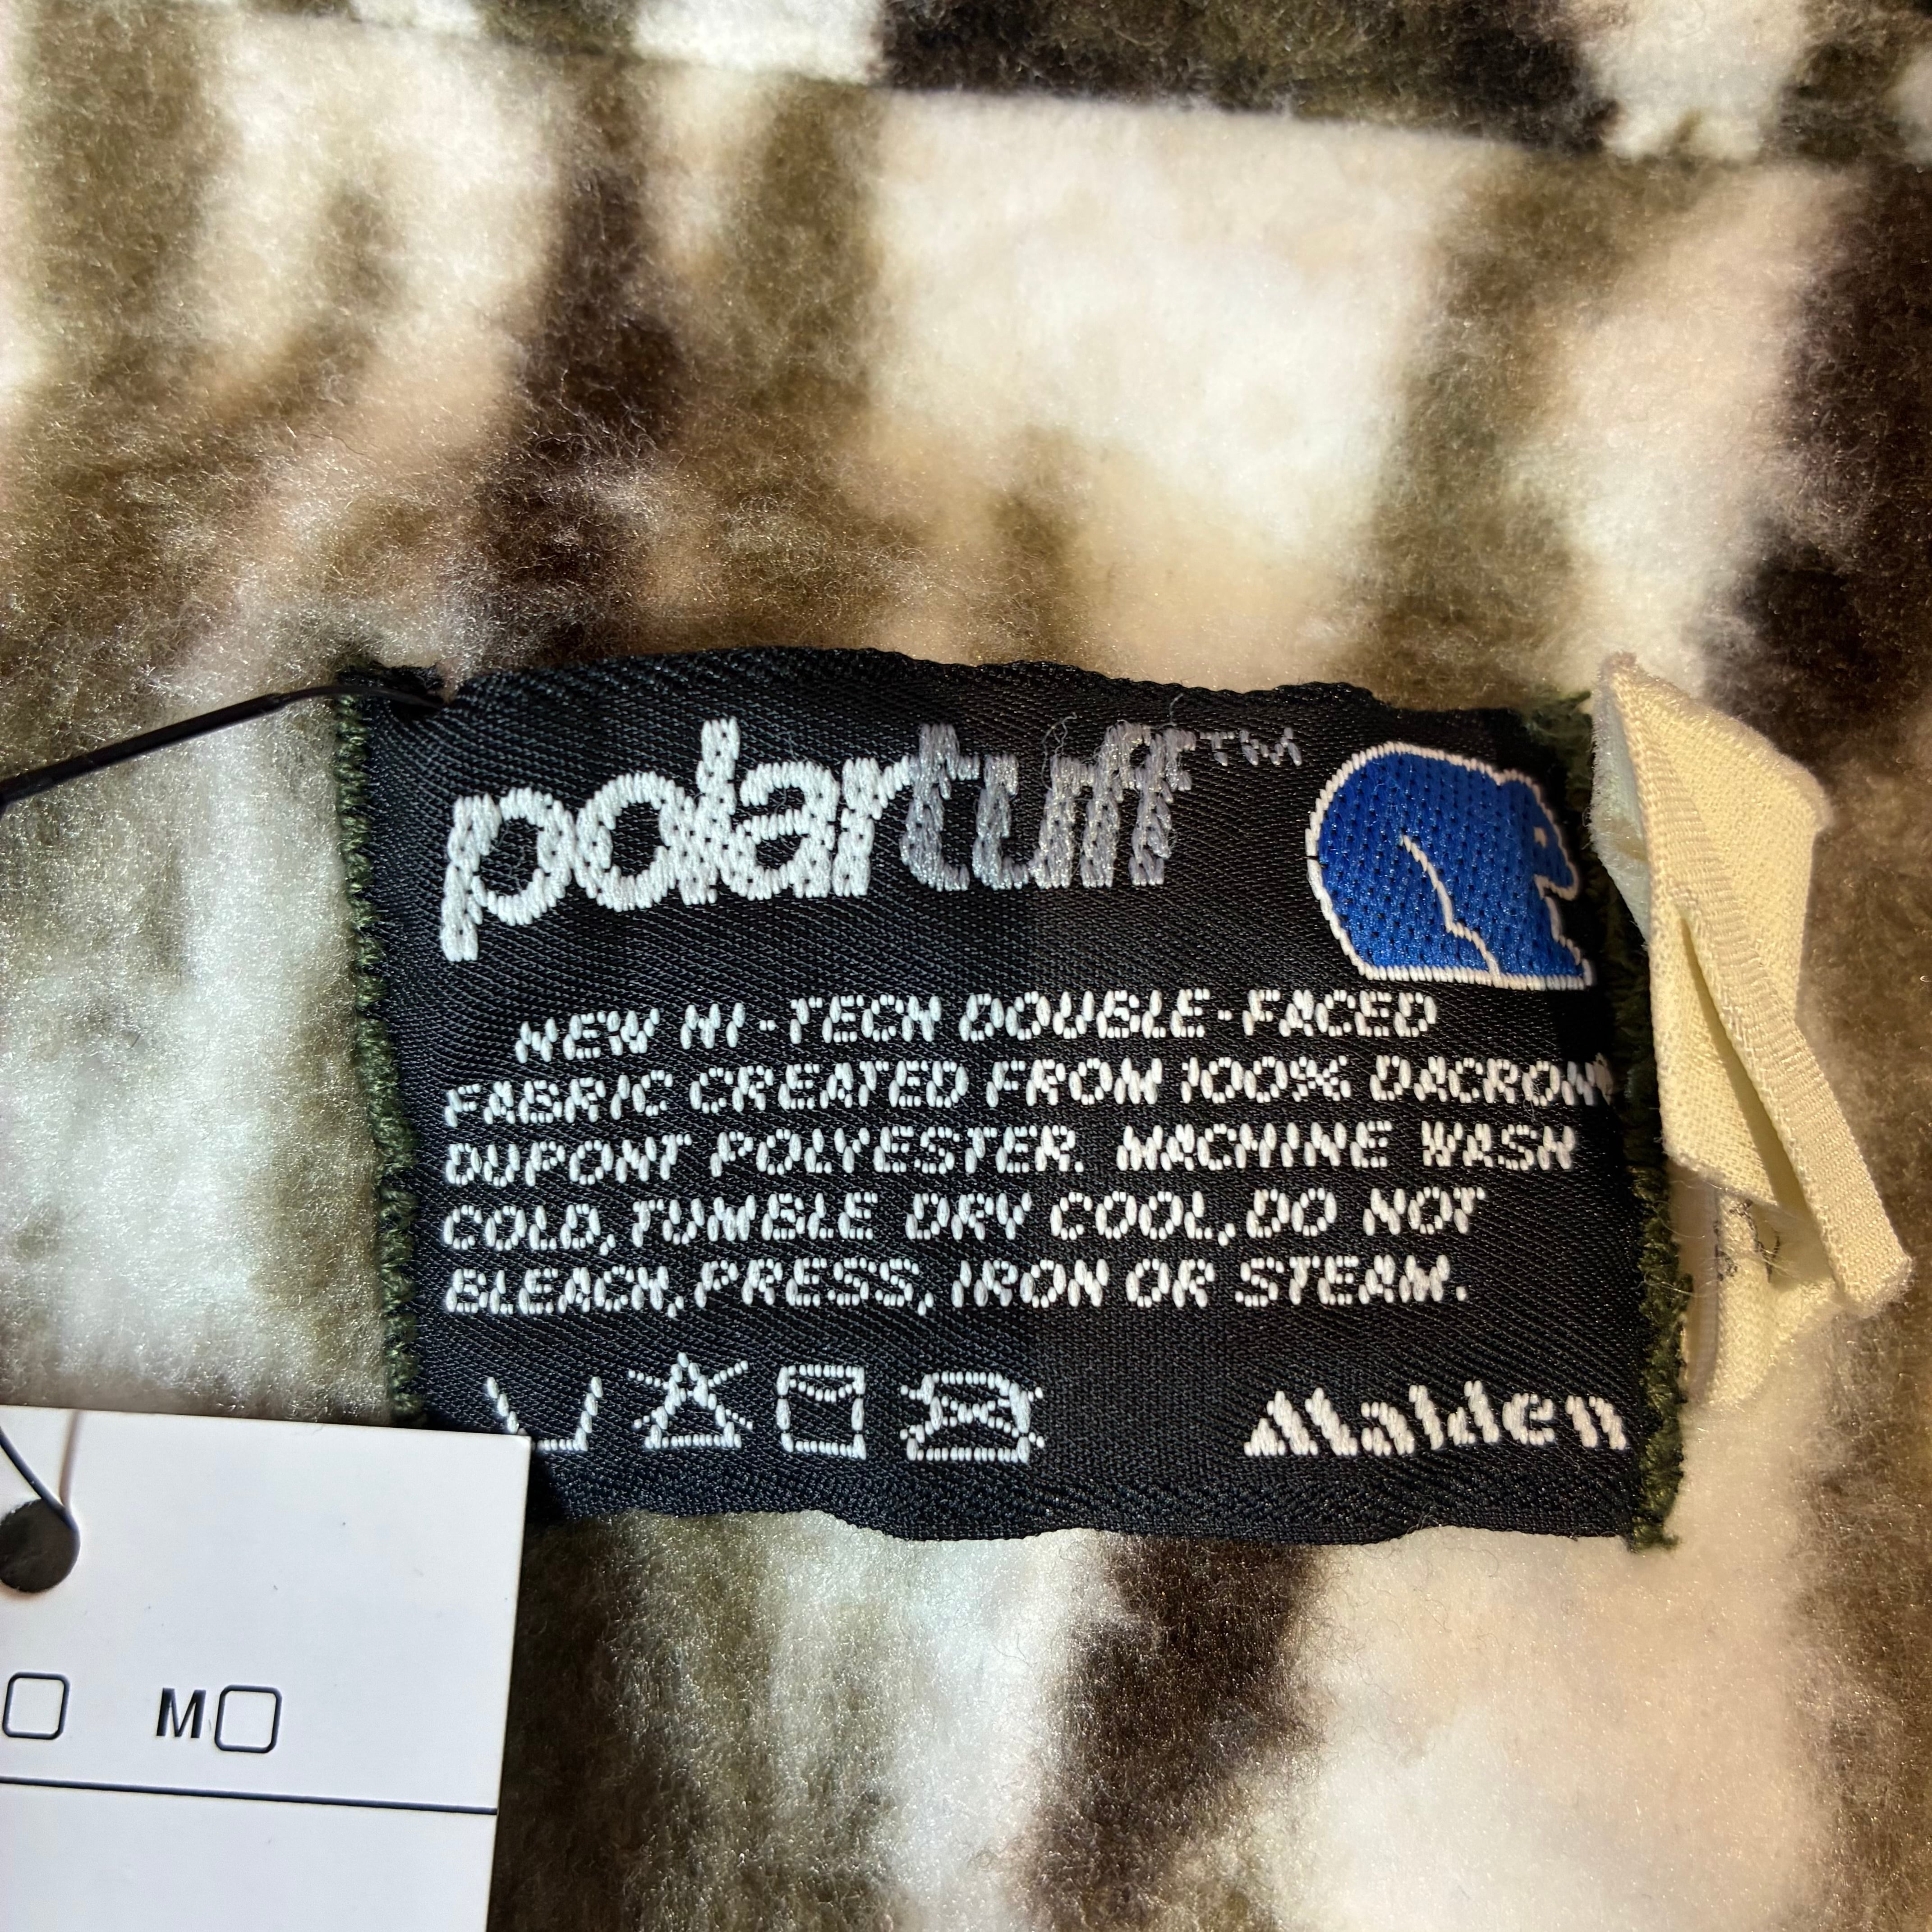 polartuff™
NEW HI-TECH DOUBLE-FACED
FABRIC CREATED FROM 100% DACRON®
DUPONT POLYESTER. MACHINE WASH
COLD, TUMBLE DRY COOL, DO NOT
BLEACH, PRESS, IRON OR STEAM.
Malden
M